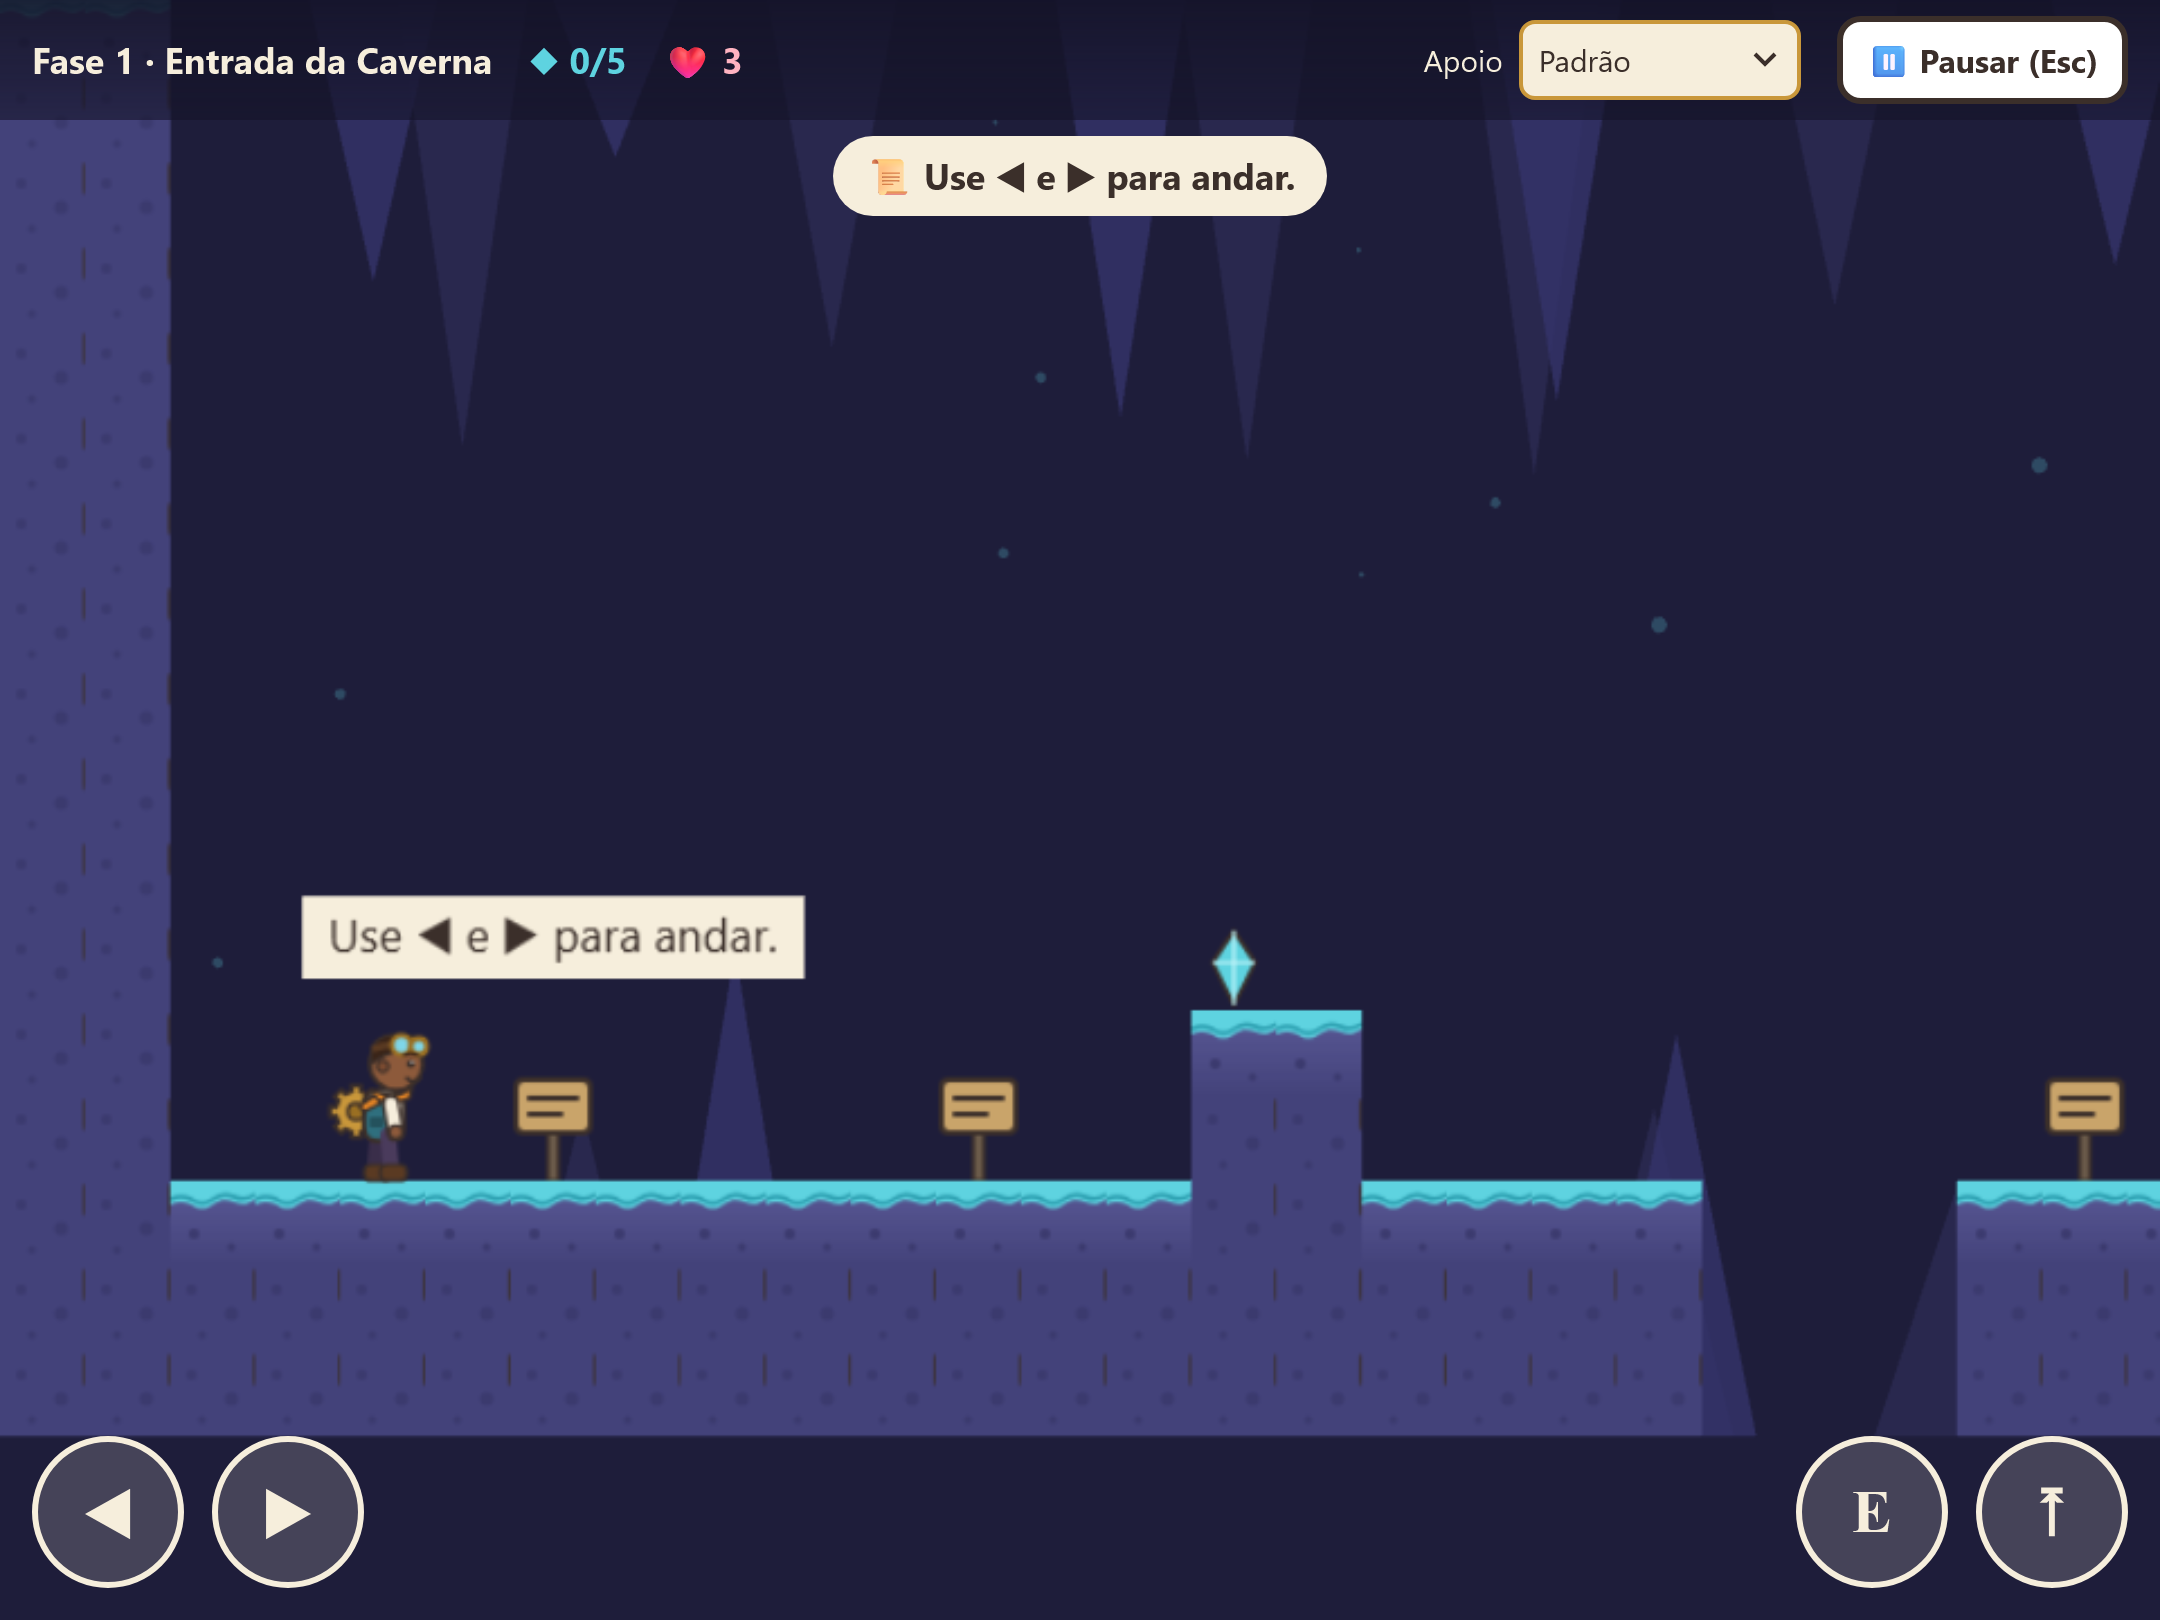 Fase 1 · Entrada da Caverna ◆ 0/5 ❤ 3 Apoio Padrão ⏸ Pausar (Esc)
📜 Use ◀ e ▶ para andar.
Use ◀ e ▶ para andar.
◀ ▶ E ⤒